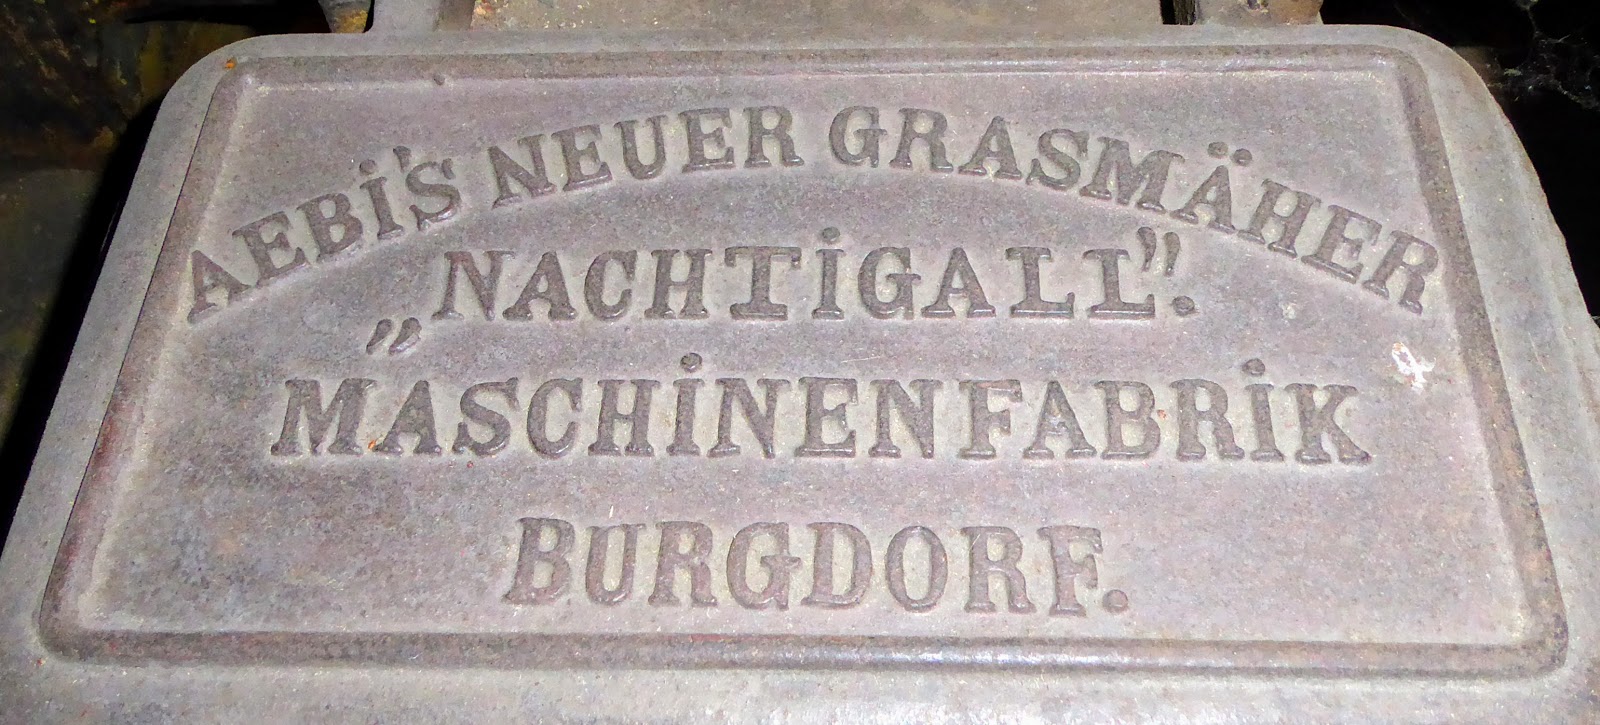 AEBi'S NEUER GRASMÄHER
„NACHTiGALL".
MASCHiNENFABRiK
BURGDORF.